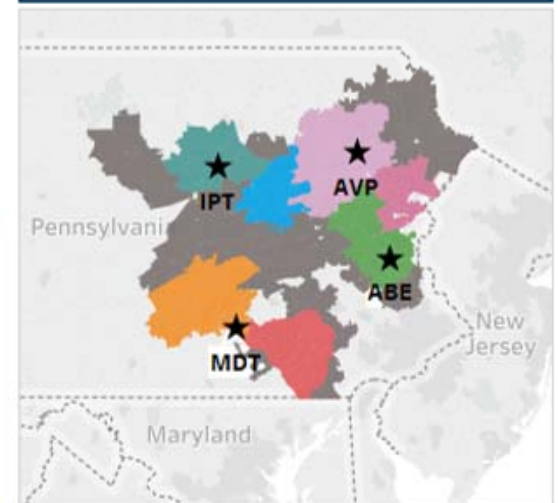 IPT
AVP
Pennsylvani
ABE
New
Jersey
MDT
Maryland